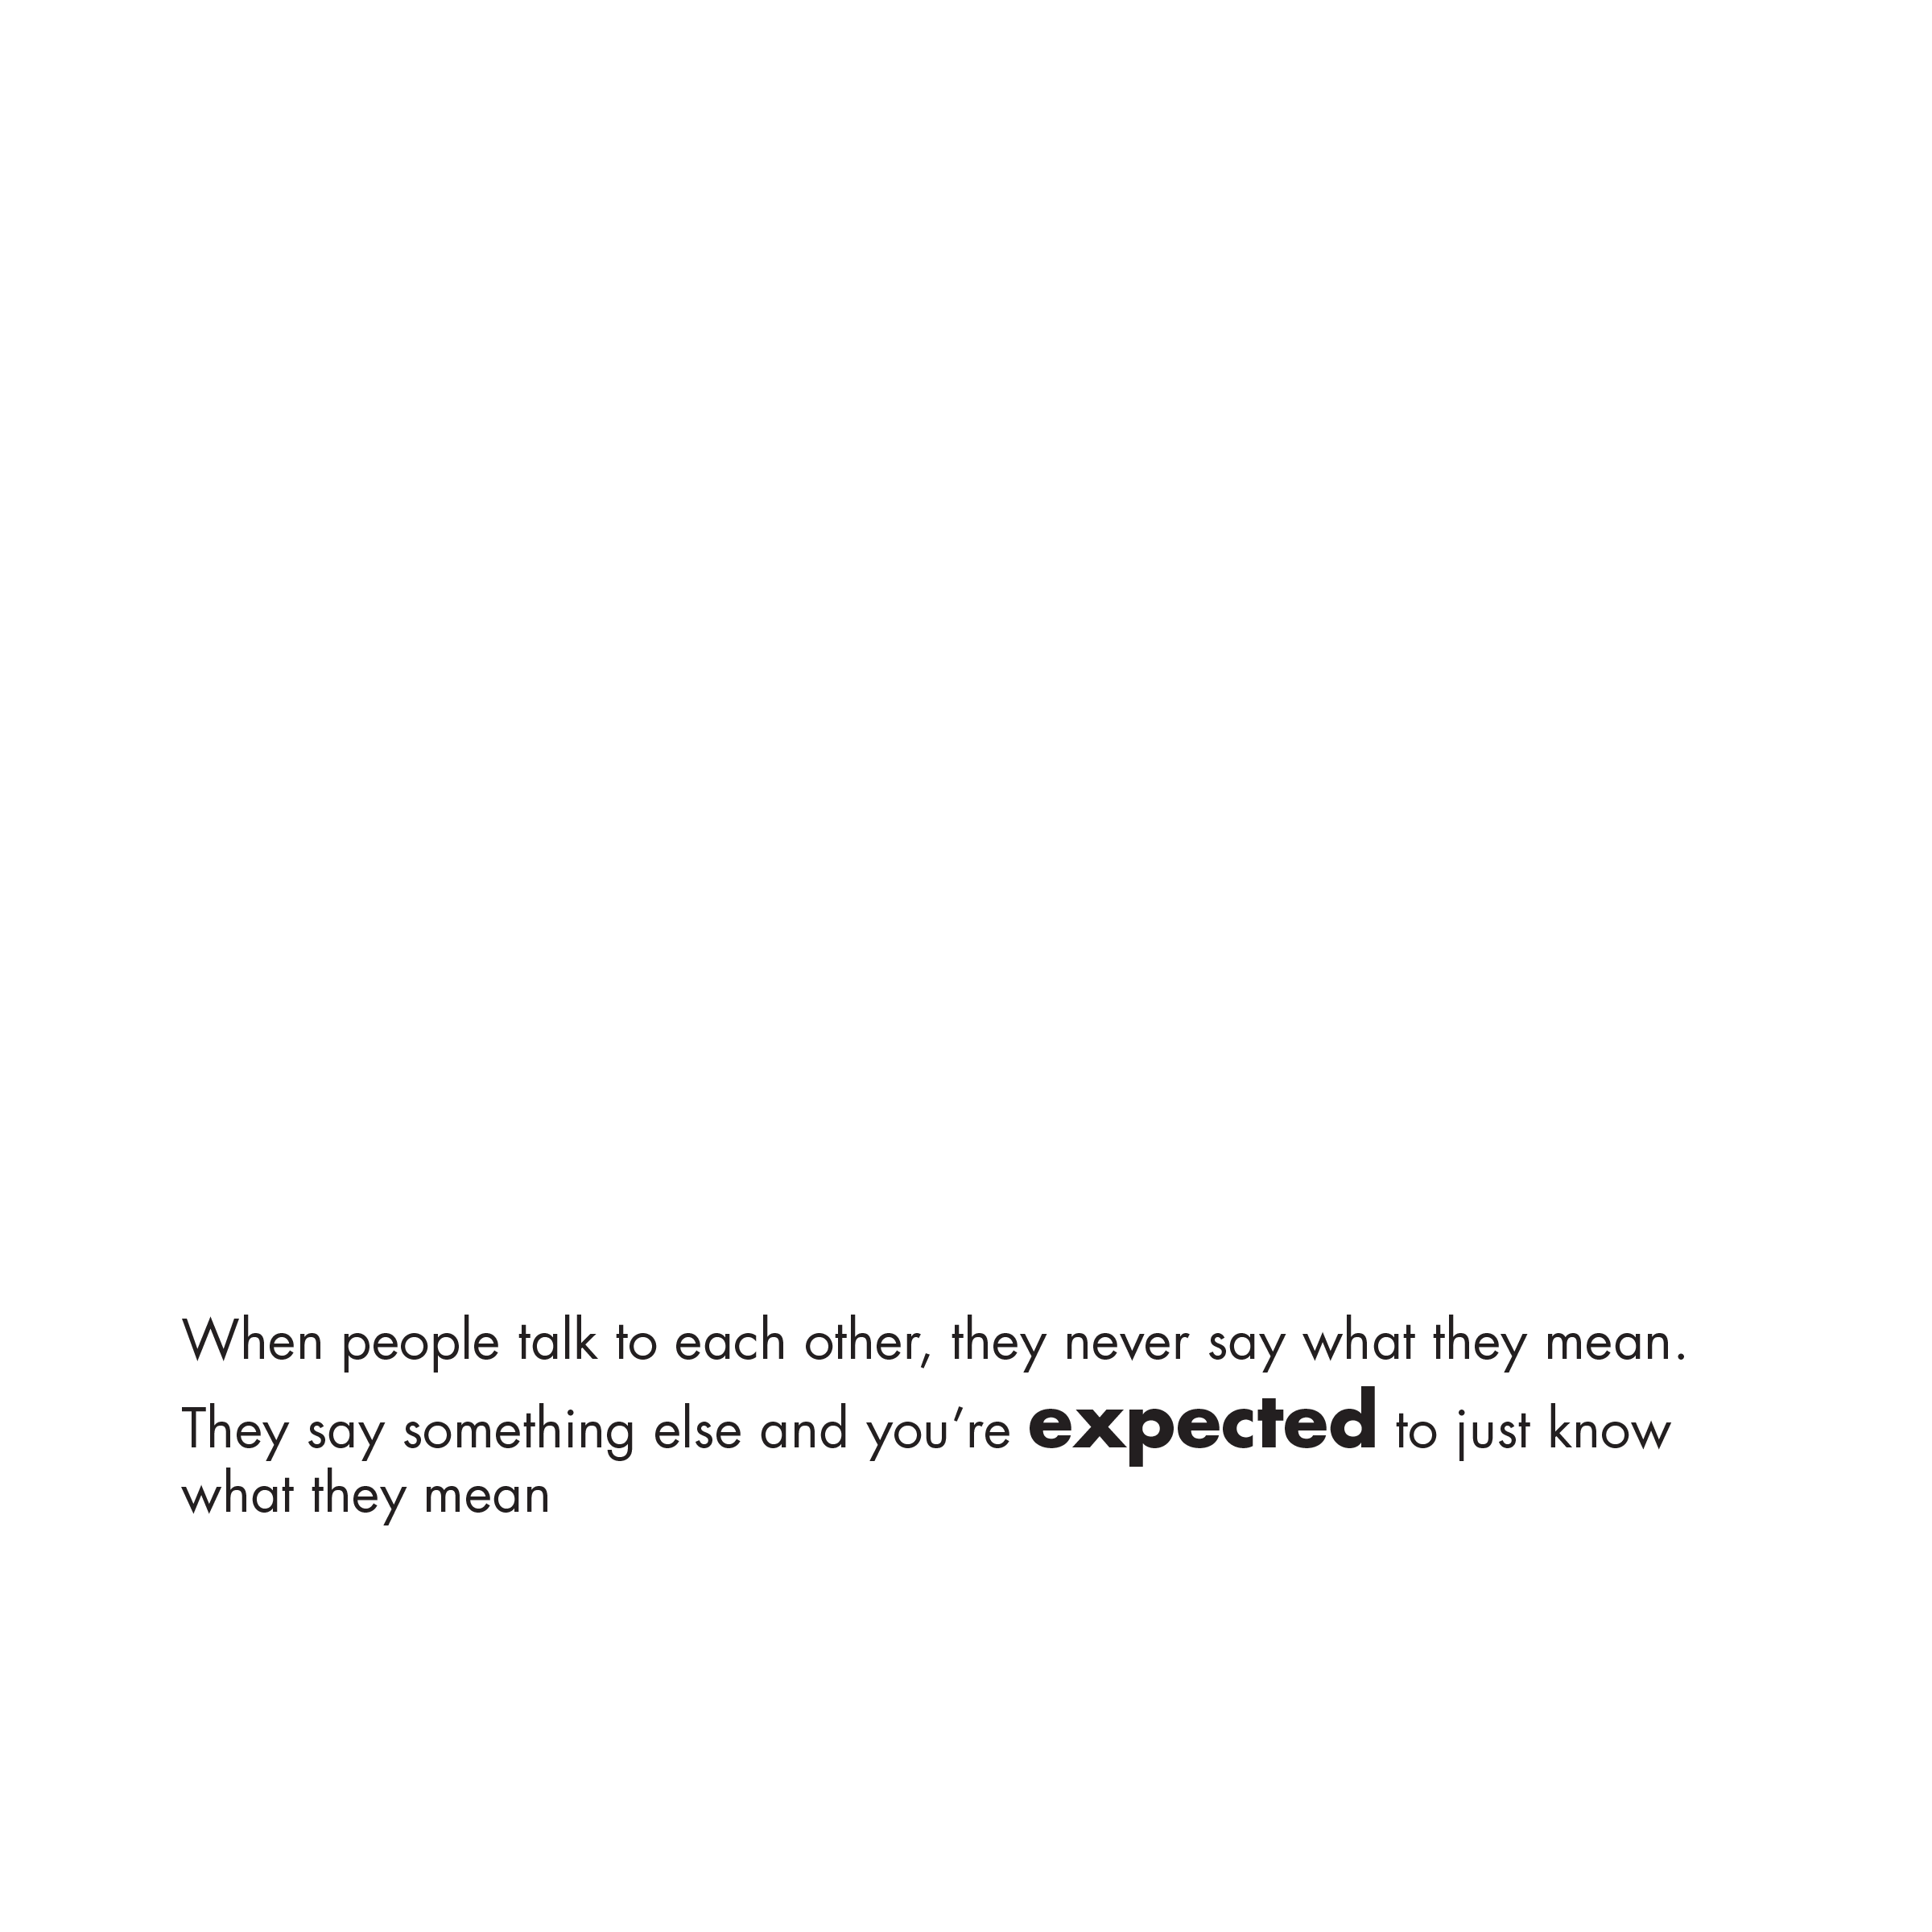 When people talk to each other, they never say what they mean.
They say something else and you’re expected to just know
what they mean